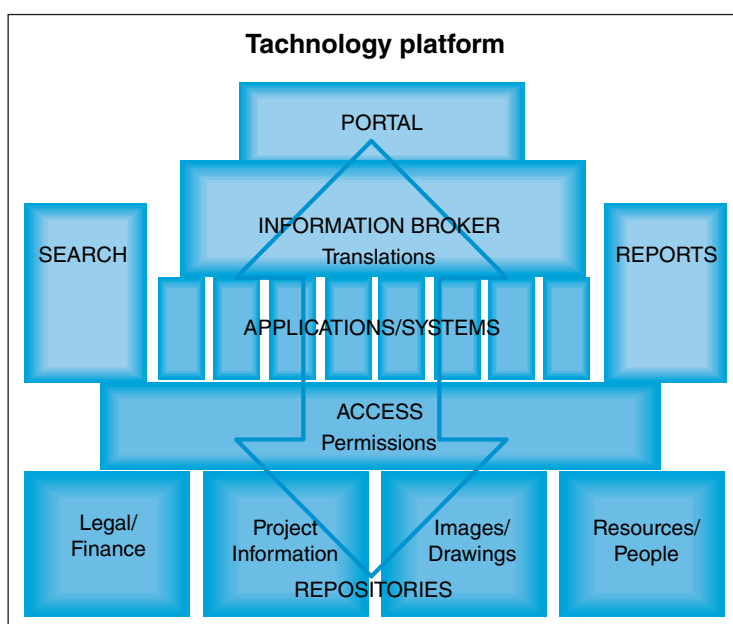 Tachnology platform
PORTAL
INFORMATION BROKER
Translations
SEARCH
REPORTS
APPLICATIONS/SYSTEMS
ACCESS
Permissions
Legal/
Finance
Project
Information
Images/
Drawings
Resources/
People
REPOSITORIES